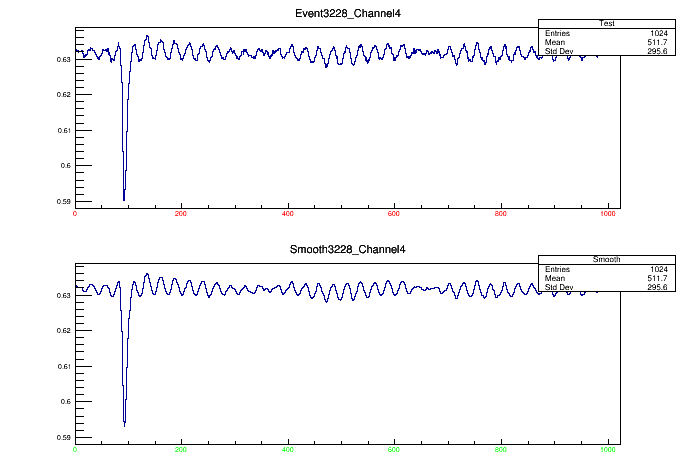 Event3228_Channel4
Test
Entries 1024
Mean 511.7
Std Dev 295.6
0.63
0.62
0.61
0.6
0.59
0 200 400 600 800 1000
Smooth3228_Channel4
Smooth
Entries 1024
Mean 511.7
Std Dev 295.6
0.63
0.62
0.61
0.6
0.59
0 200 400 600 800 1000